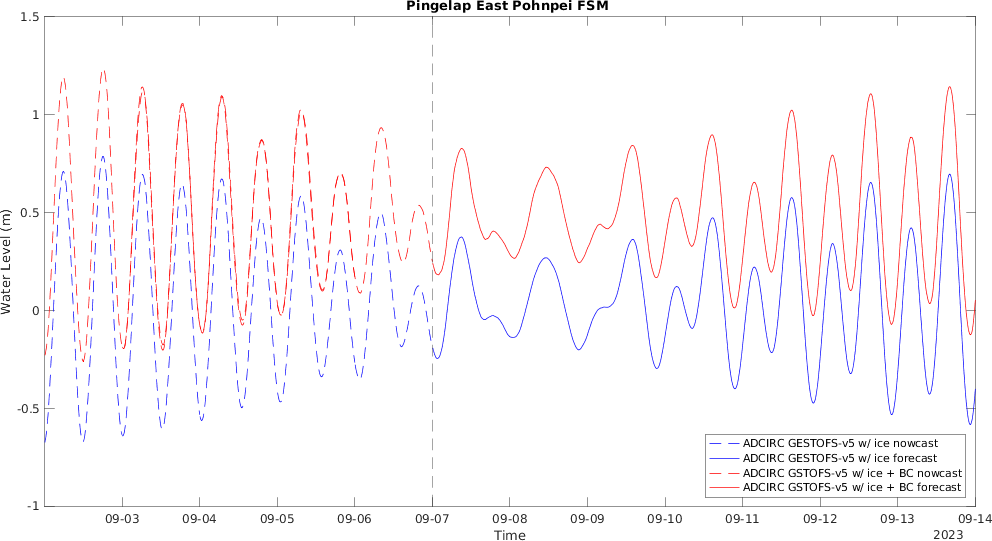 Pingelap East Pohnpei FSM
1.5
1
0.5
0
-0.5
-1
Water Level (m)
ADCIRC GESTOFS-v5 w/ ice nowcast
ADCIRC GESTOFS-v5 w/ ice forecast
ADCIRC GSTOFS-v5 w/ ice + BC nowcast
ADCIRC GSTOFS-v5 w/ ice + BC forecast
09-03 09-04 09-05 09-06 09-07 09-08 09-09 09-10 09-11 09-12 09-13 09-14
Time
2023